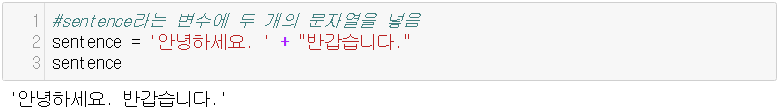 1 #sentence라는 변수에 두 개의 문자열을 넣음
2 sentence = '안녕하세요. ' + "반갑습니다."
3 sentence
'안녕하세요. 반갑습니다.'